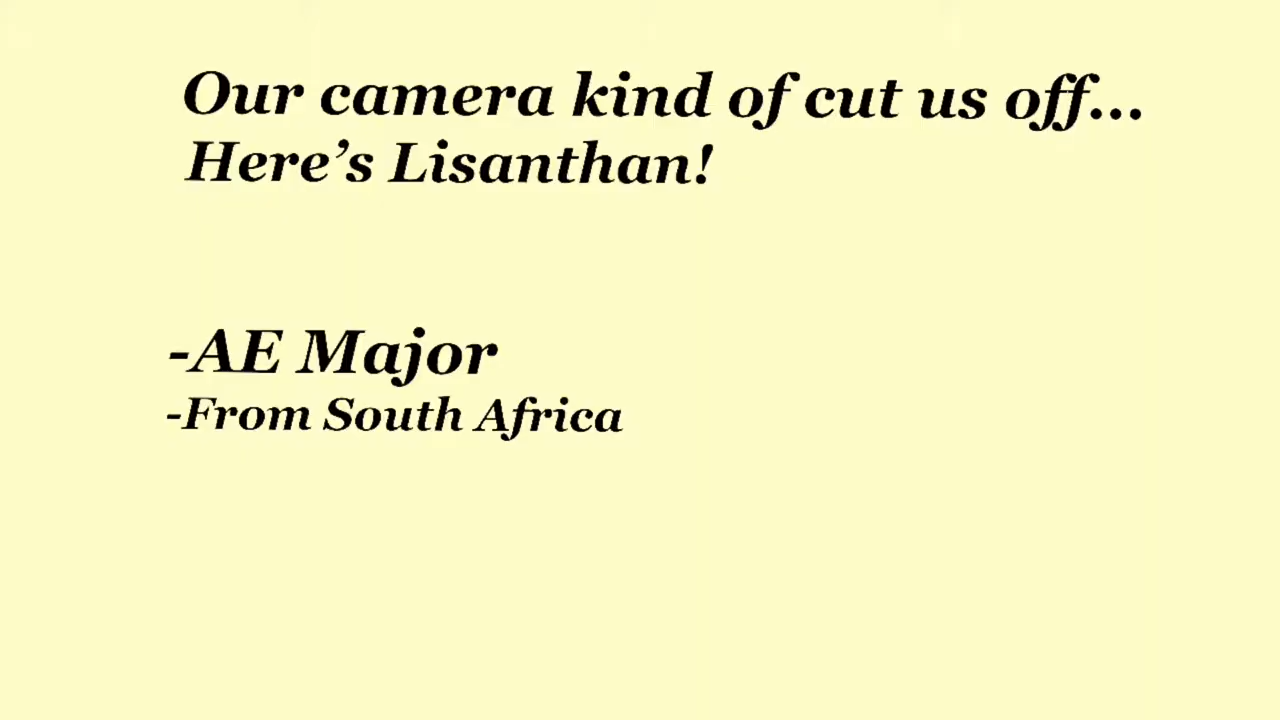 Our camera kind of cut us off...
Here’s Lisanthan!
-AE Major
-From South Africa